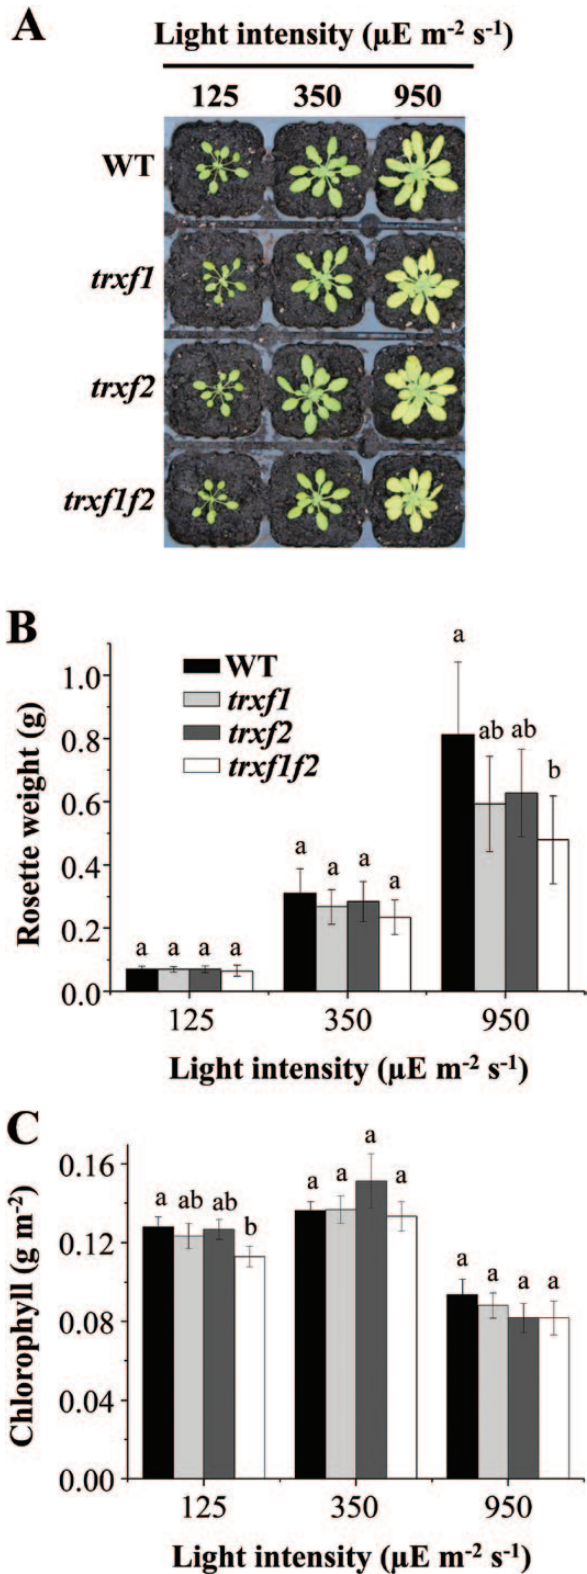 A
Light intensity (µE m-2 s-1)
125 350 950
WT
trxf1
trxf2
trxf1f2
B
Rosette weight (g)
1.0
0.8
0.6
0.4
0.2
0.0
WT
trxf1
trxf2
trxf1f2
a a a a
a a a a
a ab ab b
125 350 950
Light intensity (µE m-2 s-1)
C
Chlorophyll (g m-2)
0.16
0.12
0.08
0.04
0.00
a ab ab b
a a a a
a a a a
125 350 950
Light intensity (µE m-2 s-1)